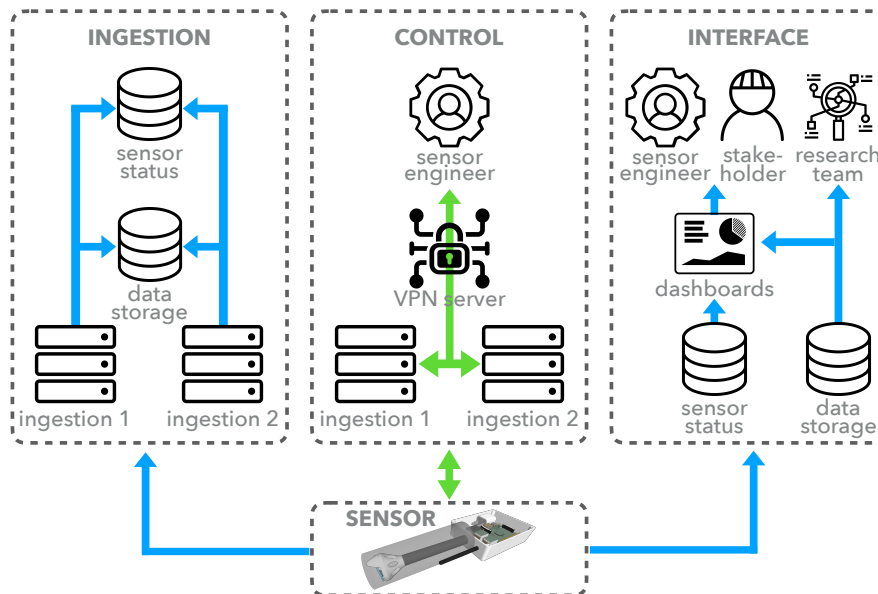 INGESTION
sensor
status
data
storage
ingestion 1
ingestion 2
CONTROL
sensor
engineer
VPN server
ingestion 1
ingestion 2
INTERFACE
sensor
engineer
stake-
holder
research
team
dashboards
sensor
status
data
storage
SENSOR